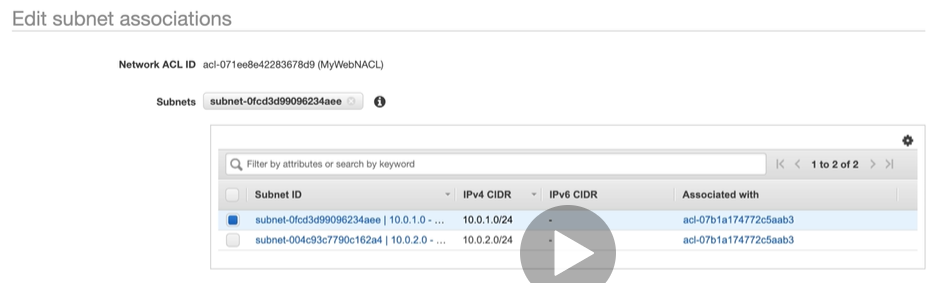 Edit subnet associations
Network ACL ID acl-071ee8e42283678d9 (MyWebNACL)
Subnets subnet-0fcd3d99096234aee
Filter by attributes or search by keyword 1 to 2 of 2
Subnet ID IPv4 CIDR IPv6 CIDR Associated with
subnet-0fcd3d99096234aee | 10.0.1.0 - ... 10.0.1.0/24 - acl-07b1a174772c5aab3
subnet-004c93c7790c162a4 | 10.0.2.0 - ... 10.0.2.0/24 - acl-07b1a174772c5aab3